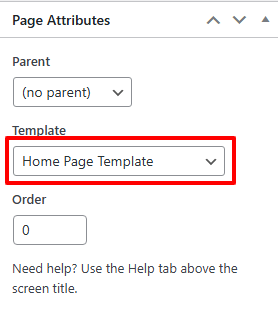 Page Attributes
Parent
(no parent)
Template
Home Page Template
Order
0
Need help? Use the Help tab above the
screen title.